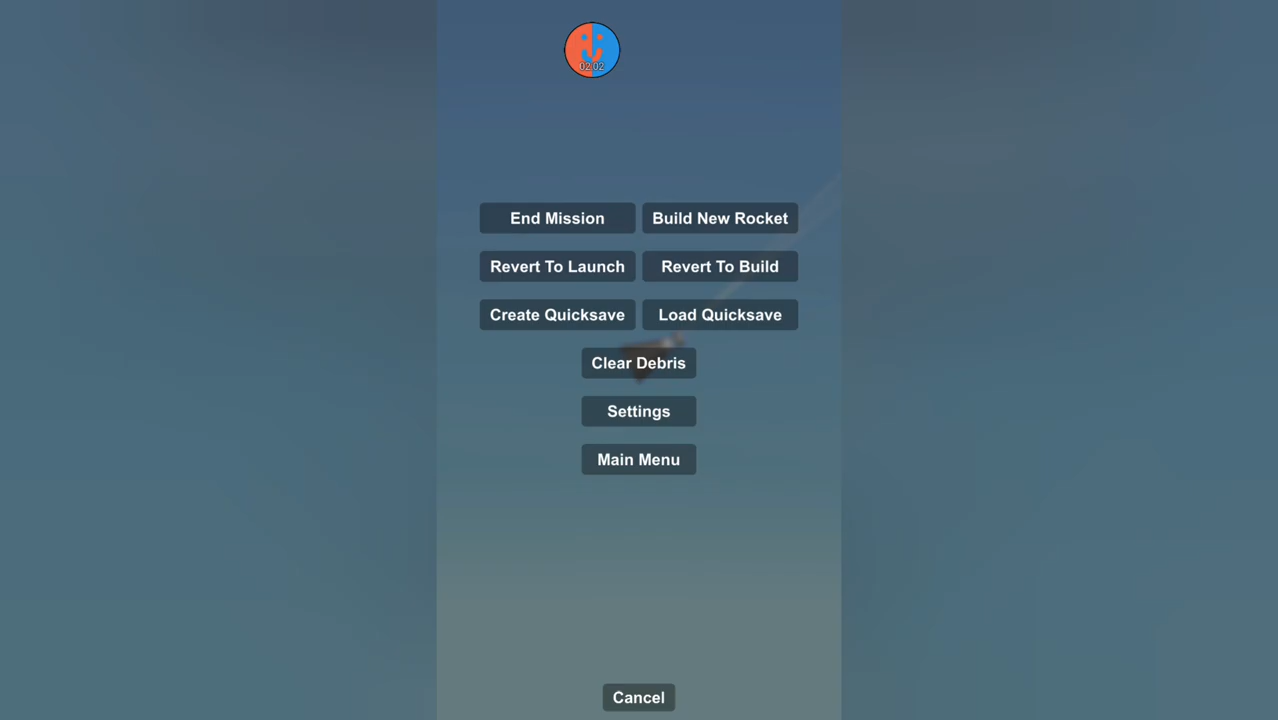 02:02
End Mission Build New Rocket
Revert To Launch Revert To Build
Create Quicksave Load Quicksave
Clear Debris
Settings
Main Menu
Cancel